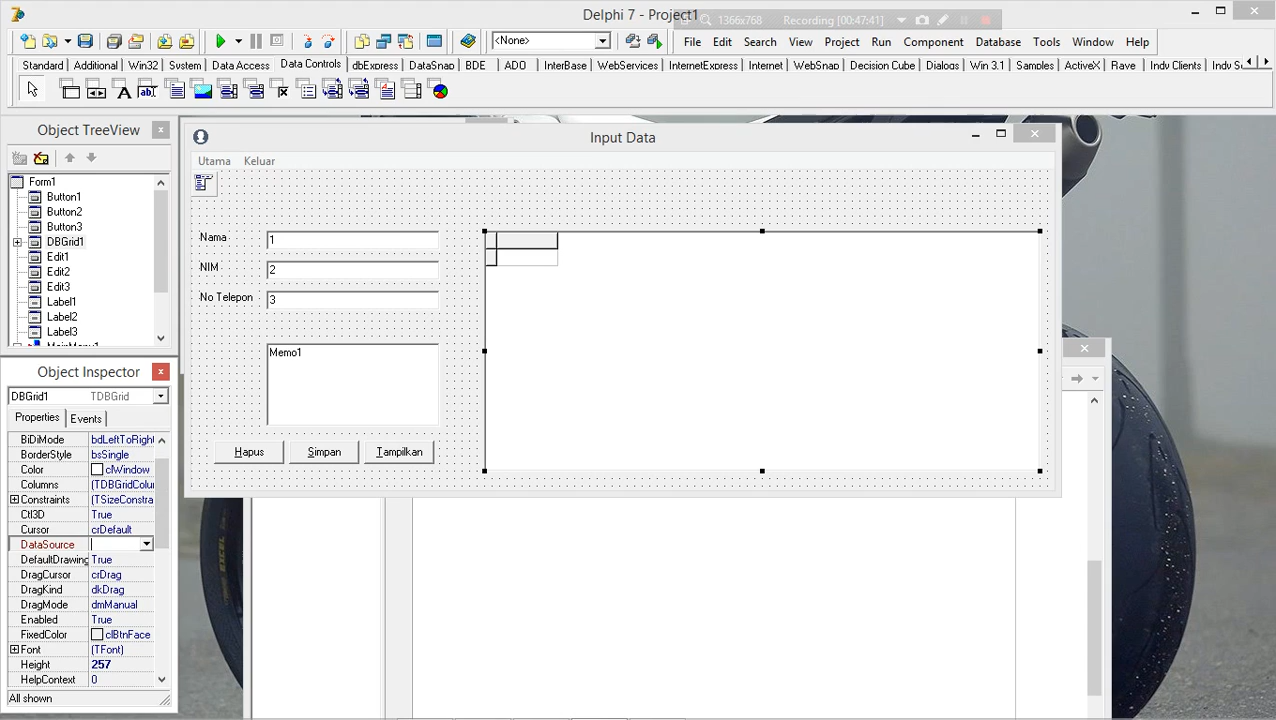 Delphi 7 - Project1
1366x768 Recording [00:47:41]
<None>
File Edit Search View Project Run Component Database Tools Window Help
Standard Additional Win32 System Data Access Data Controls dbExpress DataSnap BDE ADO InterBase WebServices InternetExpress Internet WebSnap Decision Cube Dialogs Win 3.1 Samples ActiveX Rave Indy Clients
Object TreeView
Form1
Button1
Button2
Button3
DBGrid1
Edit1
Edit2
Edit3
Label1
Label2
Label3
MainMenu1
Object Inspector
DBGrid1 TDBGrid
Properties Events
BiDiMode bdLeftToRigh
BorderStyle bsSingle
Color clWindow
Columns (TDBGridColu
Constraints (TSizeConstra
Ctl3D True
Cursor crDefault
DataSource
DefaultDrawing True
DragCursor crDrag
DragKind dkDrag
DragMode dmManual
Enabled True
FixedColor clBtnFace
Font (TFont)
Height 257
HelpContext 0
All shown
Input Data
Utama Keluar
Nama 1
NIM 2
No Telepon 3
Memo1
Hapus Simpan Tampilkan